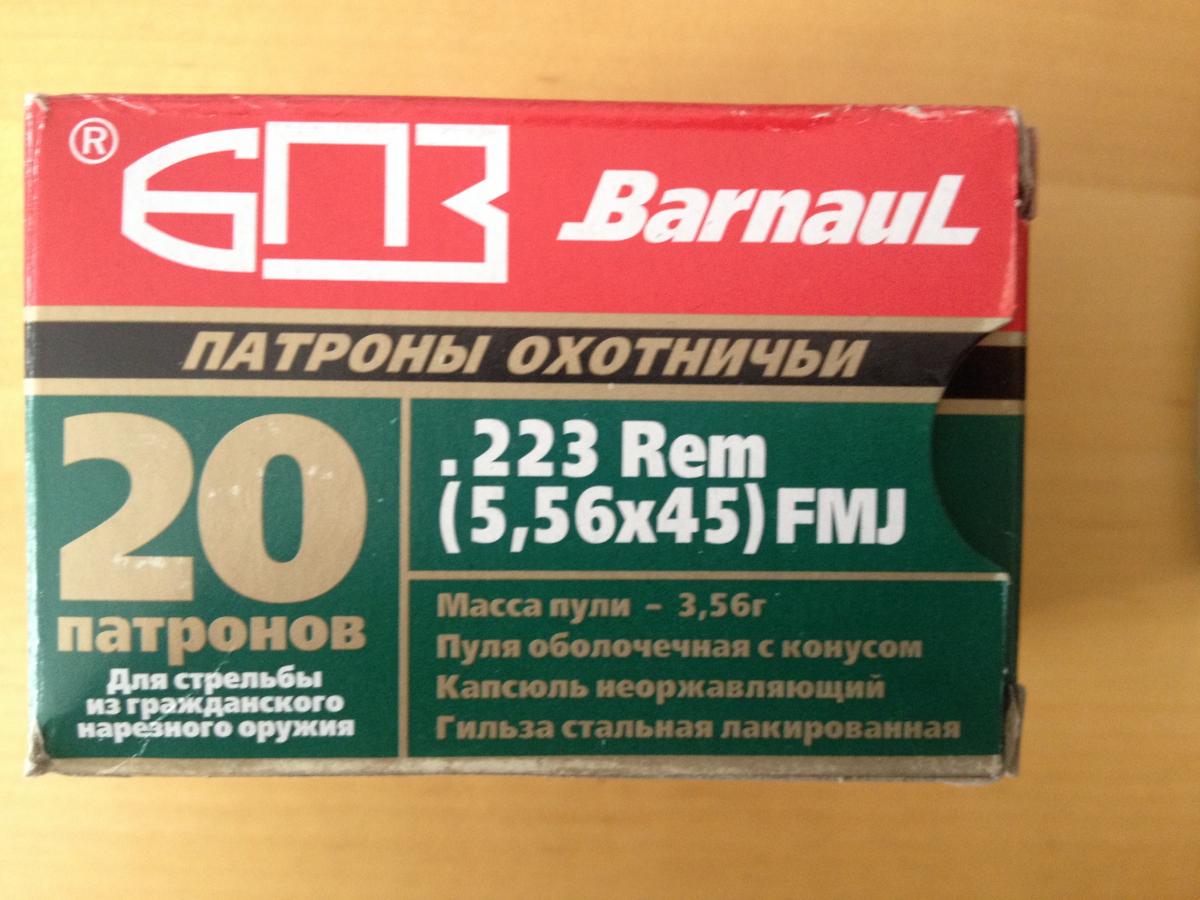 ® БПЗ Barnaul
ПАТРОНЫ ОХОТНИЧЬИ
20
патронов
Для стрельбы
из гражданского
нарезного оружия
.223 Rem
(5,56x45) FMJ
Масса пули – 3,56г
Пуля оболочечная с конусом
Капсюль неоржавляющий
Гильза стальная лакированная